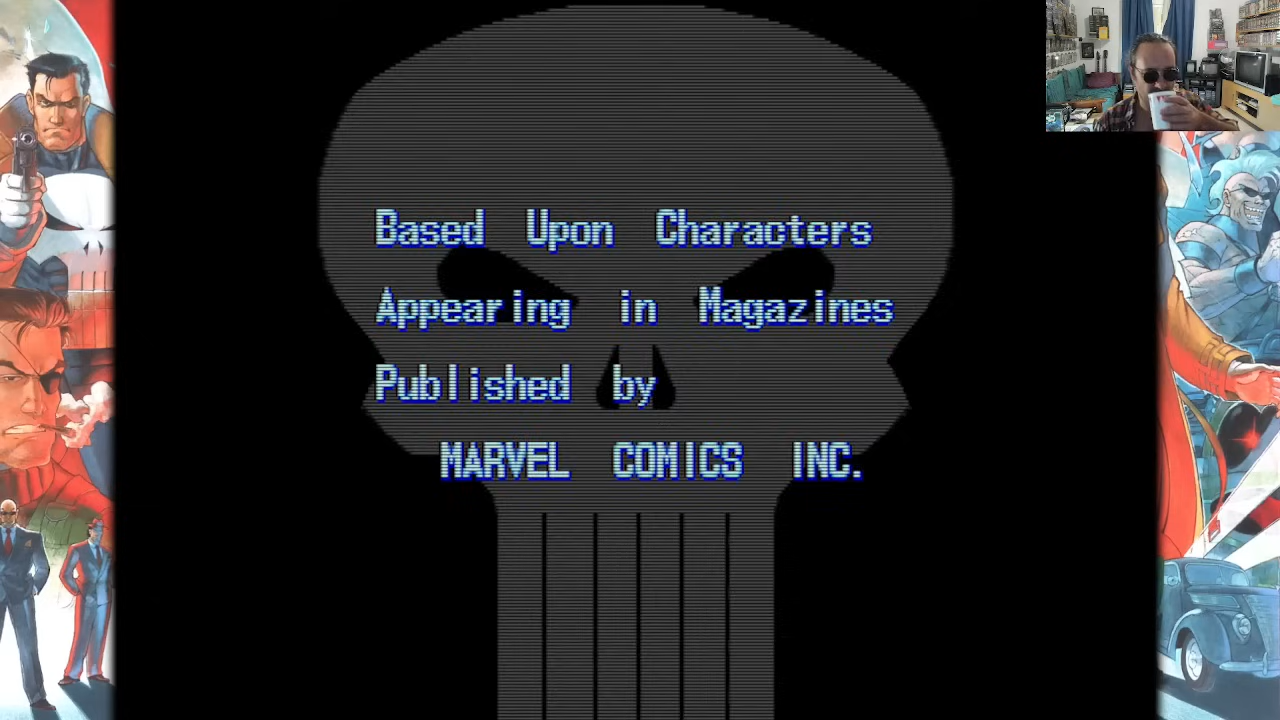 Based Upon Characters
Appearing in Magazines
Published by
MARVEL COMICS INC.